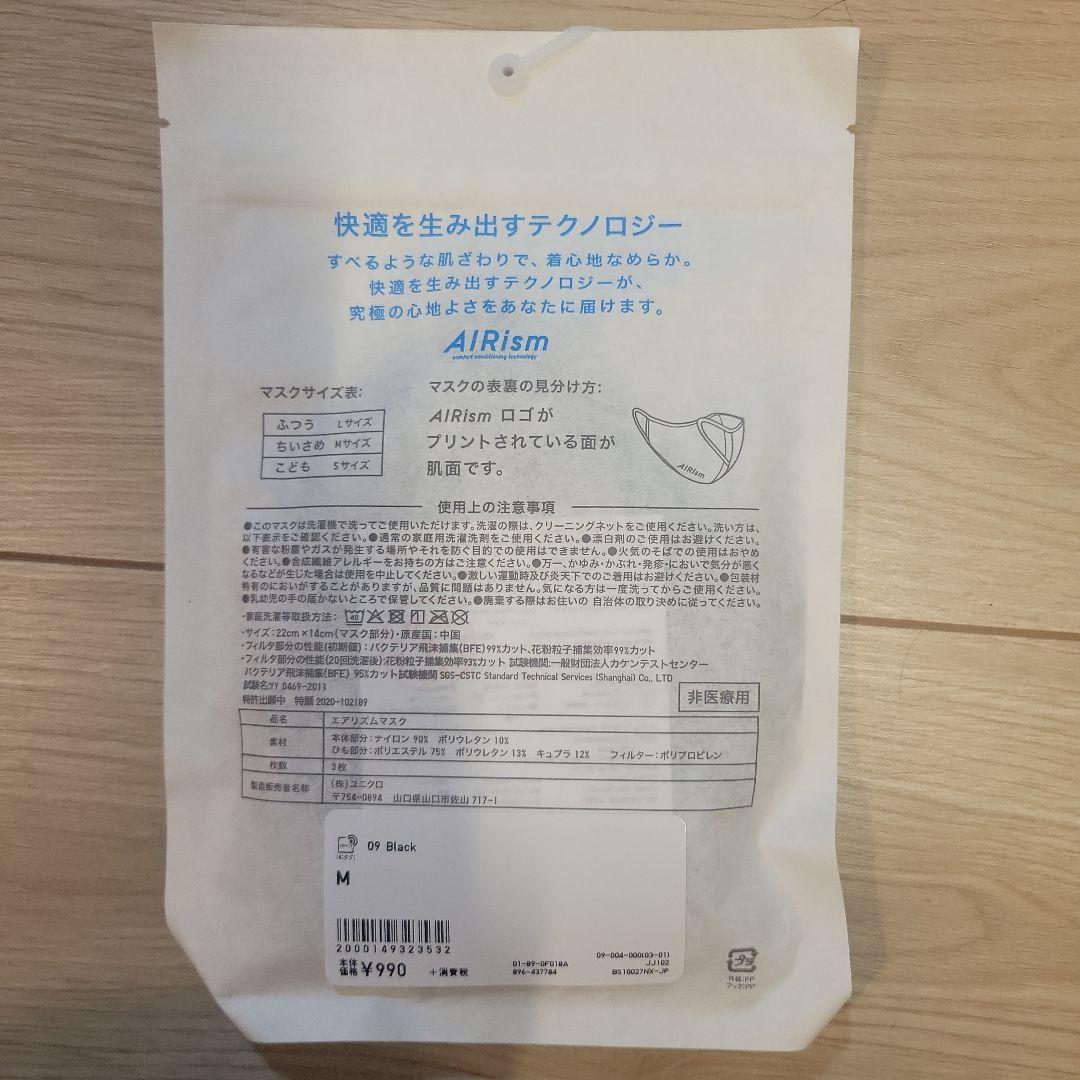 快適を生み出すテクノロジー
すべるような肌ざわりで、着心地なめらか。
快適を生み出すテクノロジーが、
究極の心地よさをあなたに届けます。
AIRism
comfort conditioning technology
マスクサイズ表:
ふつう Lサイズ
ちいさめ Mサイズ
こども Sサイズ
マスクの表裏の見分け方:
AIRism ロゴが
プリントされている面が
肌面です。
AIRism
使用上の注意事項
●このマスクは洗濯機で洗ってご使用いただけます。洗濯の際は、クリーニングネットをご使用ください。洗い方は、
以下表示をご確認ください。●通常の家庭用洗濯洗剤をご使用ください。●漂白剤のご使用はお避けください。
●有害な粉塵やガスが発生する場所やそれを防ぐ目的での使用はできません。●火気のそばでの使用はおやめ
ください。●合成繊維アレルギーをお持ちの方はご注意ください。●万一、かゆみ・かぶれ・発疹・においで気分が悪く
なるなどが生じた場合は使用を中止してください。●激しい運動時及び炎天下でのご着用はお避けください。●包装材
特有のにおいがすることがありますが、品質に問題はありません。気になる方は一度洗ってからご使用ください。
●乳幼児の手の届かないところで保管してください。●廃棄する際はお住いの 自治体の取り決めに従ってください。
・家庭洗濯等取扱方法: 40
・サイズ:22cm×14cm(マスク部分)・原産国:中国
・フィルタ部分の性能(初期値):バクテリア飛沫捕集(BFE)99%カット、花粉粒子捕集効率99%カット
・フィルタ部分の性能(20回洗濯後):花粉粒子捕集効率93%カット 試験機関:一般財団法人カケンテストセンター
バクテリア飛沫捕集(BFE) 95%カット試験機関 SGS-CSTC Standard Technical Services (Shanghai) Co., LTD
試験名:YY 0469-2011
特許出願中 特願 2020-102189
非医療用
品名 エアリズムマスク
素材 本体部分:ナイロン 90% ポリウレタン 10%
ひも部分:ポリエステル 75% ポリウレタン 13% キュプラ 12% フィルター:ポリプロピレン
枚数 3枚
製造販売者名称 (株)ユニクロ
〒754-0894 山口県山口市佐山 717-1
09 Black
M
2000149323532
本体
価格 ¥990 +消費税
01-89-0F018A
896-437784
09-004-000(03-01)
JJ102
BS10027NX-JP
プラ
外装:PP
フック:PP